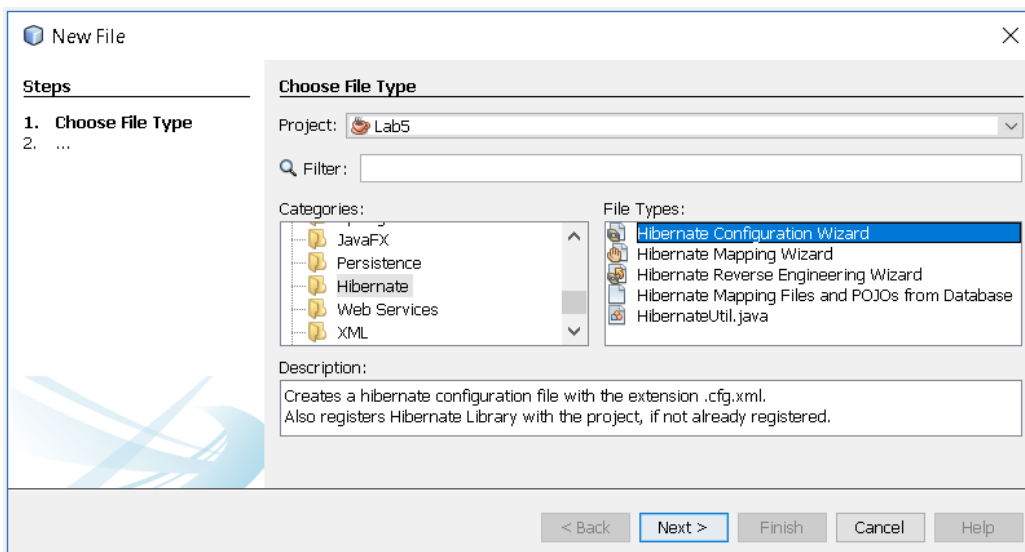 New File
Steps
1. Choose File Type
2. ...
Choose File Type
Project: Lab5
Filter:
Categories:
JavaFX
Persistence
Hibernate
Web Services
XML
File Types:
Hibernate Configuration Wizard
Hibernate Mapping Wizard
Hibernate Reverse Engineering Wizard
Hibernate Mapping Files and POJOs from Database
HibernateUtil.java
Description:
Creates a hibernate configuration file with the extension .cfg.xml.
Also registers Hibernate Library with the project, if not already registered.
< Back Next > Finish Cancel Help